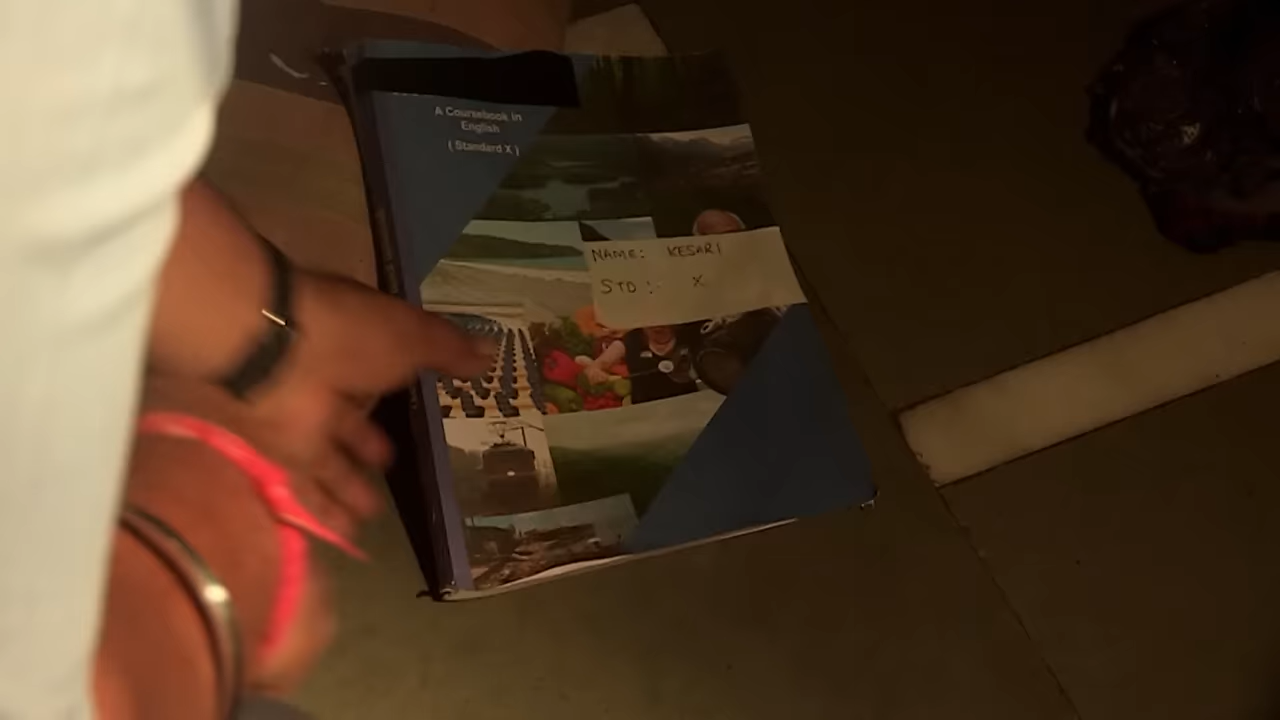 A Coursebook in
English
( Standard X )
NAME: KESARI
STD :- X